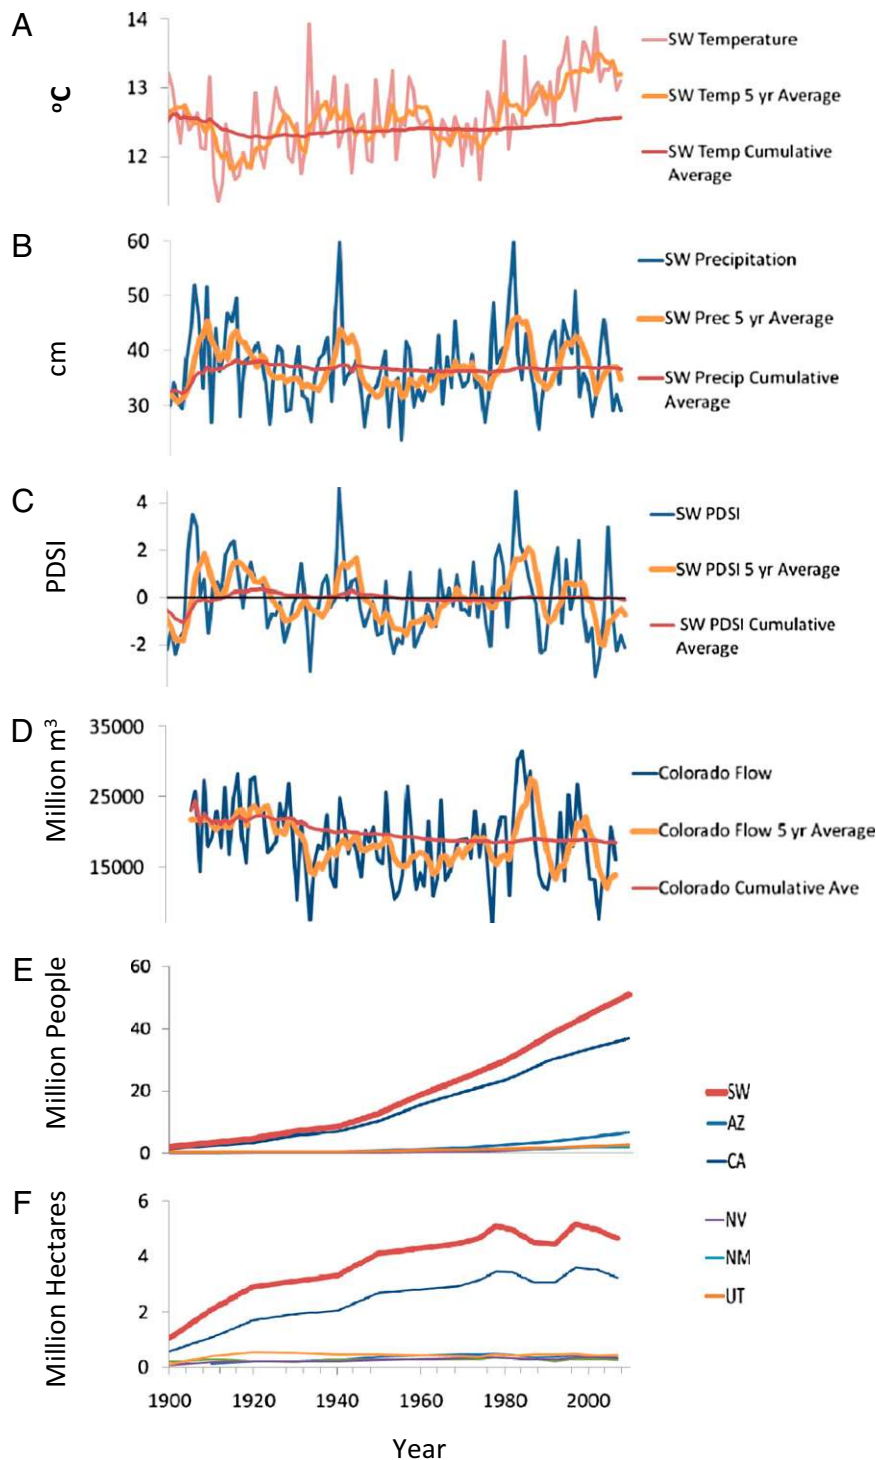 A
ºC
14
13
12
SW Temperature
SW Temp 5 yr Average
SW Temp Cumulative
Average
B
cm
60
50
40
30
SW Precipitation
SW Prec 5 yr Average
SW Precip Cumulative
Average
C
PDSI
4
2
0
-2
SW PDSI
SW PDSI 5 yr Average
SW PDSI Cumulative
Average
D
Million m³
35000
25000
15000
Colorado Flow
Colorado Flow 5 yr Average
Colorado Cumulative Ave
E
Million People
60
40
20
0
SW
AZ
CA
F
Million Hectares
6
4
2
0
NV
NM
UT
1900 1920 1940 1960 1980 2000
Year